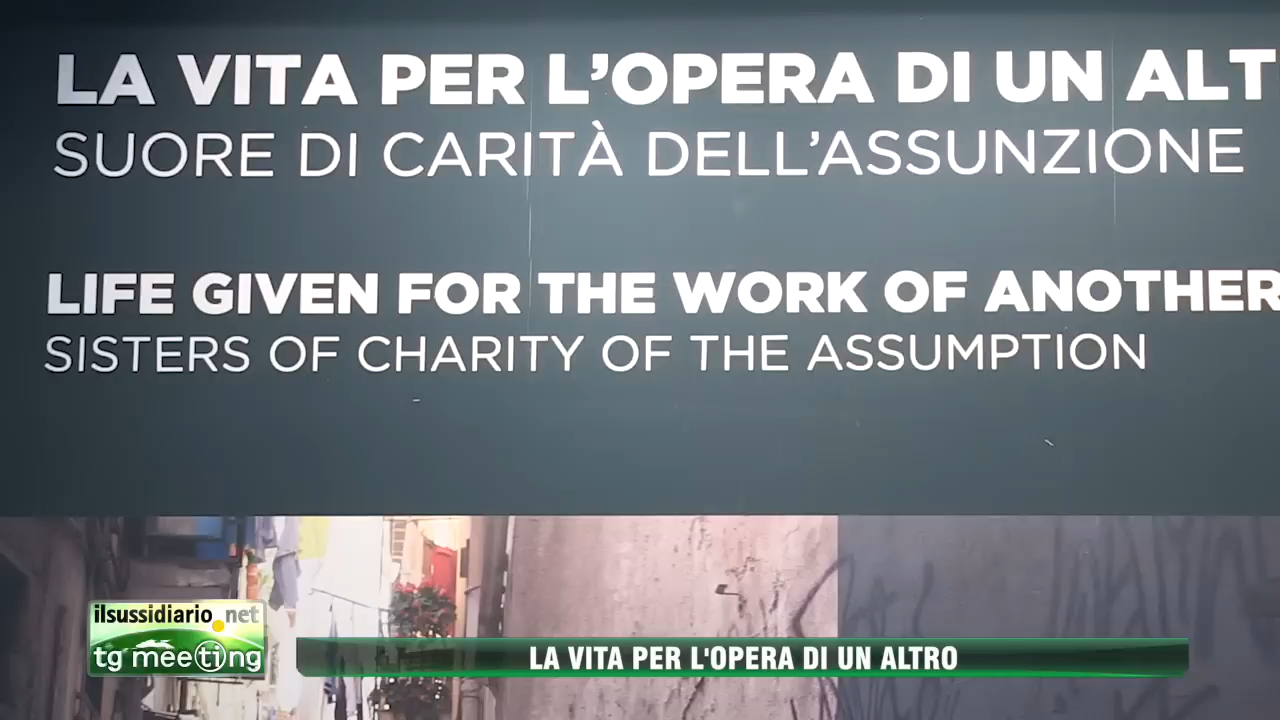 LA VITA PER L'OPERA DI UN ALT
SUORE DI CARITÀ DELL'ASSUNZIONE
LIFE GIVEN FOR THE WORK OF ANOTHER
SISTERS OF CHARITY OF THE ASSUMPTION
ilsussidiario.net
tg meeting
LA VITA PER L'OPERA DI UN ALTRO